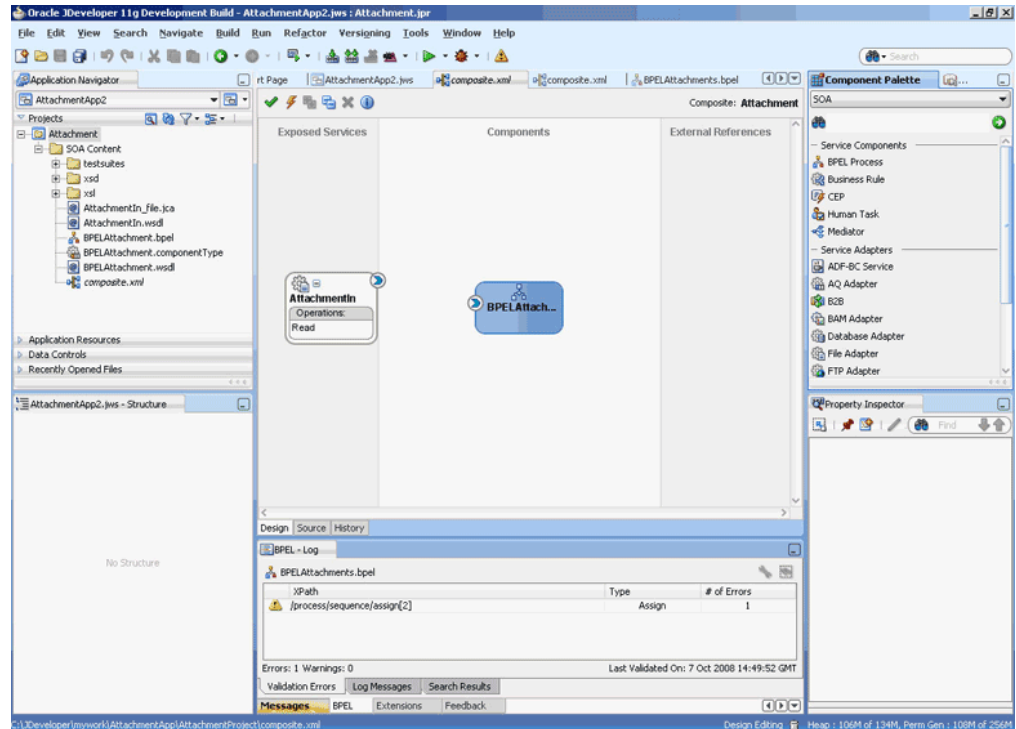 Oracle JDeveloper 11g Development Build - AttachmentApp2.jws : Attachment.jpr
File Edit View Search Navigate Build Run Refactor Versioning Tools Window Help
Search
Application Navigator
AttachmentApp2
Projects
Attachment
SOA Content
testsuites
xsd
xsl
AttachmentIn_file.jca
AttachmentIn.wsdl
BPELAttachment.bpel
BPELAttachment.componentType
BPELAttachment.wsdl
composite.xml
Application Resources
Data Controls
Recently Opened Files
AttachmentApp2.jws - Structure
No Structure
rt Page AttachmentApp2.jws composite.xml composite.xml BPELAttachments.bpel
Composite: Attachment
Exposed Services Components External References
AttachmentIn
Operations:
Read
BPELAttach...
Design Source History
BPEL - Log
BPELAttachments.bpel
XPath Type # of Errors
/process/sequence/assign[2] Assign 1
Errors: 1 Warnings: 0 Last Validated On: 7 Oct 2008 14:49:52 GMT
Validation Errors Log Messages Search Results
Messages BPEL Extensions Feedback
Component Palette
SOA
Service Components
BPEL Process
Business Rule
CEP
Human Task
Mediator
Service Adapters
ADF-BC Service
AQ Adapter
B2B
BAM Adapter
Database Adapter
File Adapter
FTP Adapter
Property Inspector
Find
C:\JDeveloper\mywork\AttachmentApp\AttachmentProject\composite.xml Design Editing Heap : 106M of 134M, Perm Gen : 108M of 256M